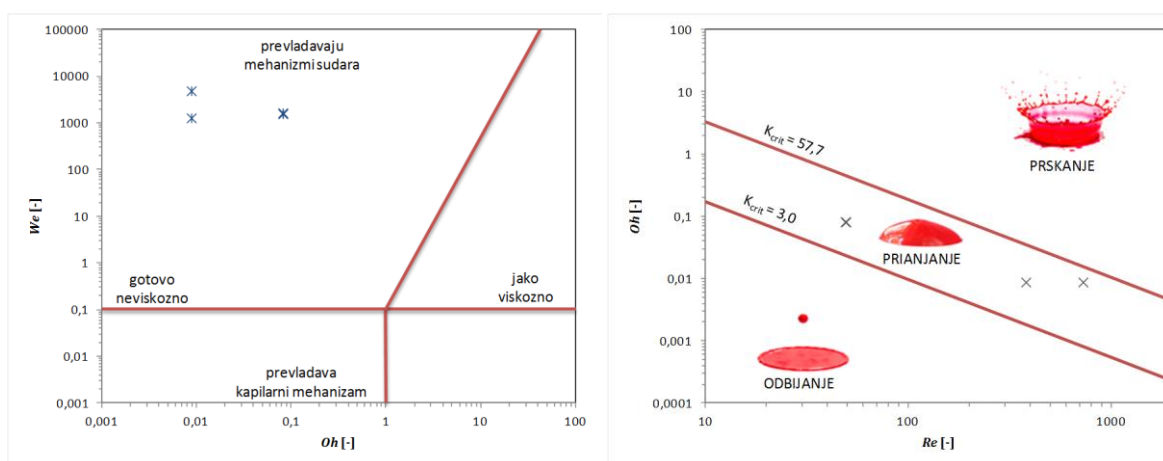 We [-]
100000
10000
1000
100
10
1
0,1
0,01
0,001
prevladavaju
mehanizmi sudara
gotovo
neviskozno
jako
viskozno
prevladava
kapilarni mehanizam
0,001
0,01
0,1
1
10
100
Oh [-]
Oh [-]
100
10
1
0,1
0,01
0,001
0,0001
K_crit = 57,7
PRSKANJE
K_crit = 3,0
PRIANJANJE
ODBIJANJE
10
100
1000
Re [-]